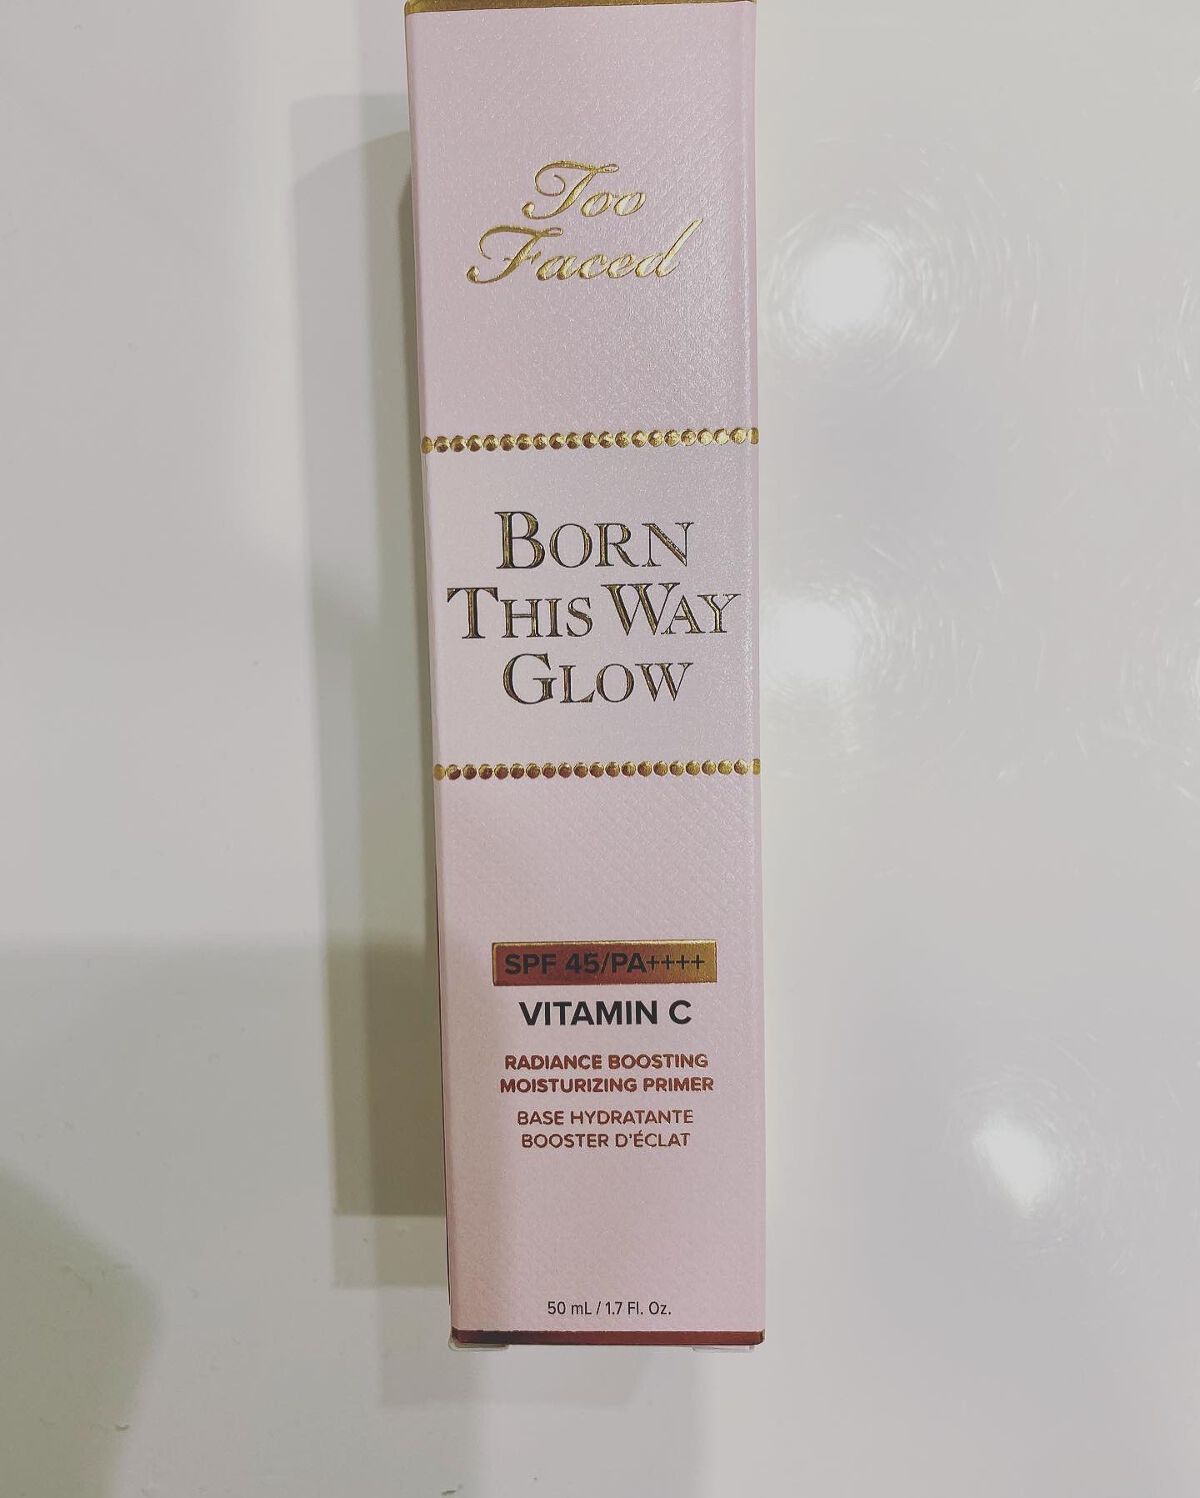 Too
Faced
BORN
THIS WAY
GLOW
SPF 45/PA++++
VITAMIN C
RADIANCE BOOSTING
MOISTURIZING PRIMER
BASE HYDRATANTE
BOOSTER D'ÉCLAT
50 mL / 1.7 Fl. Oz.